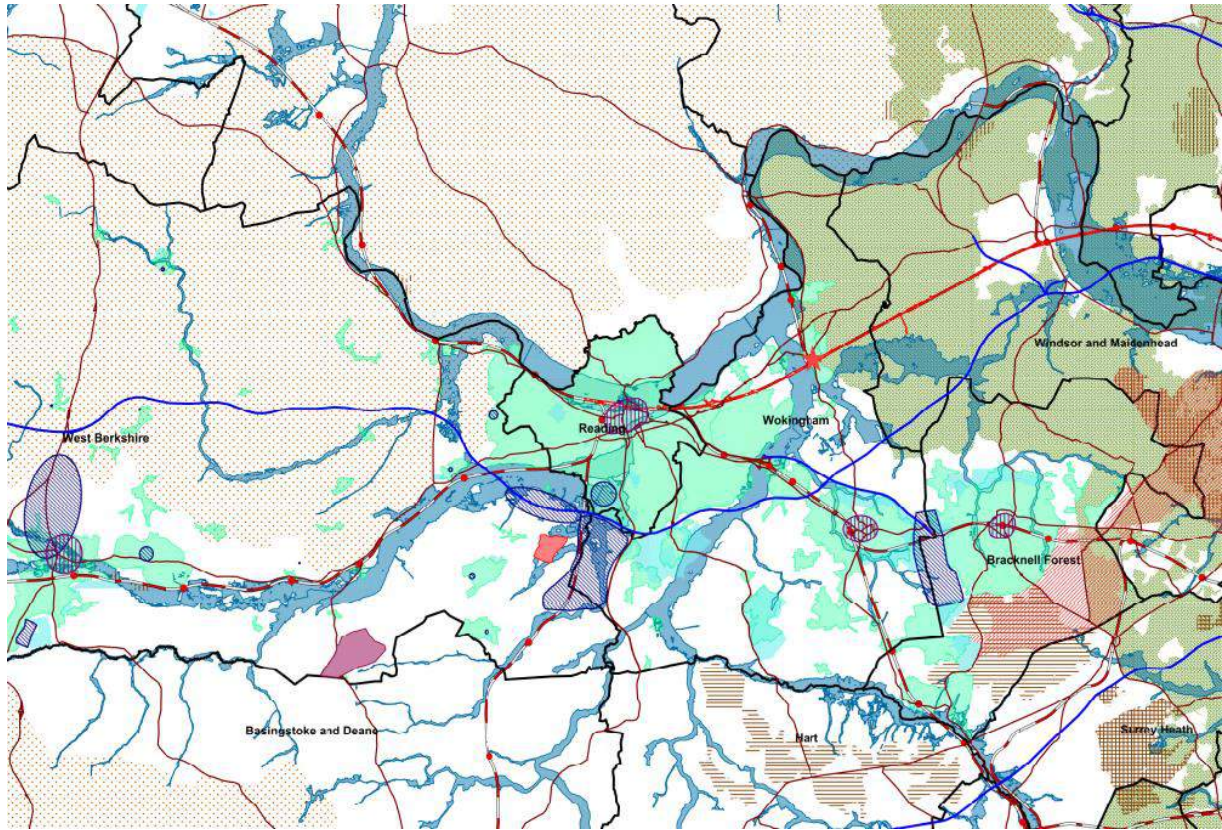 Windsor and Maidenhead
West Berkshire
Reading
Wokingham
Bracknell Forest
Basingstoke and Deane
Hart
Surrey Heath